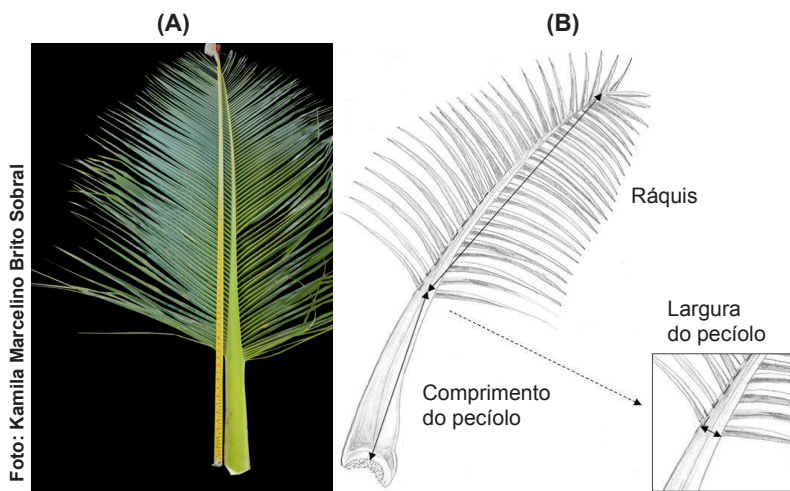 (A)
(B)
Foto: Kamila Marcelino Brito Sobral
Ráquis
Largura
do pecíolo
Comprimento
do pecíolo